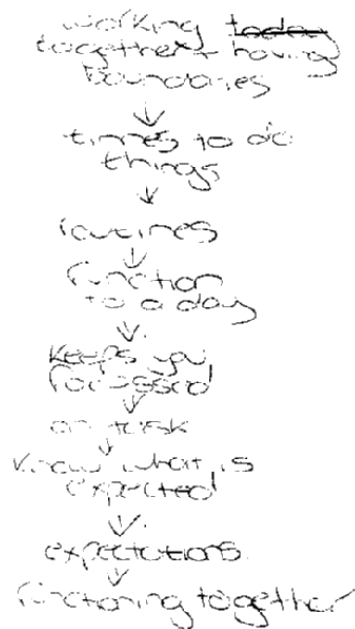 working today
together + having
boundaries
times to do
things
routines
function
to a day
keeps you
focussed
on task
know what is
expected
expectations
functioning together